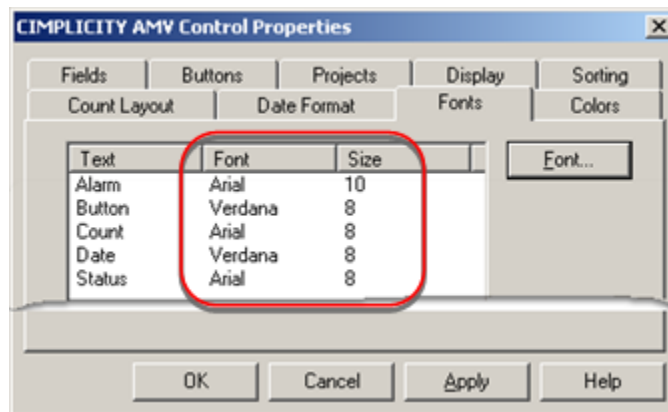 CIMPLICITY AMV Control Properties
Fields Buttons Projects Display Sorting
Count Layout Date Format Fonts Colors
Text Font Size Font...
Alarm Arial 10
Button Verdana 8
Count Arial 8
Date Verdana 8
Status Arial 8
OK Cancel Apply Help